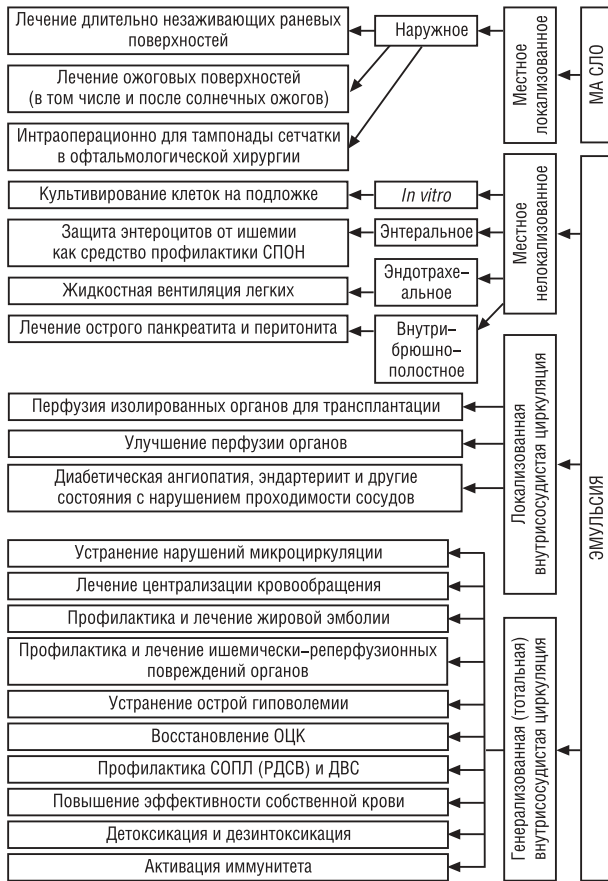 Лечение длительно незаживающих раневых
поверхностей
Наружное
Местное
локализованное
МАСЛО
Лечение ожоговых поверхностей
(в том числе и после солнечных ожогов)
Интраоперационно для тампонады сетчатки
в офтальмологической хирургии
Культивирование клеток на подложке
In vitro
Местное
нелокализованное
ЭМУЛЬСИЯ
Защита энтероцитов от ишемии
как средство профилактики СПОН
Энтеральное
Жидкостная вентиляция легких
Эндотрахе–
альное
Лечение острого панкреатита и перитонита
Внутри–
брюшно–
полостное
Перфузия изолированных органов для трансплантации
Локализованная
внутрисосудистая циркуляция
Улучшение перфузии органов
Диабетическая ангиопатия, эндартериит и другие
состояния с нарушением проходимости сосудов
Устранение нарушений микроциркуляции
Лечение централизации кровообращения
Профилактика и лечение жировой эмболии
Профилактика и лечение ишемически–реперфузионных
повреждений органов
Генерализованная (тотальная)
внутрисосудистая циркуляция
Устранение острой гиповолемии
Восстановление ОЦК
Профилактика СОПЛ (РДСВ) и ДВС
Повышение эффективности собственной крови
Детоксикация и дезинтоксикация
Активация иммунитета